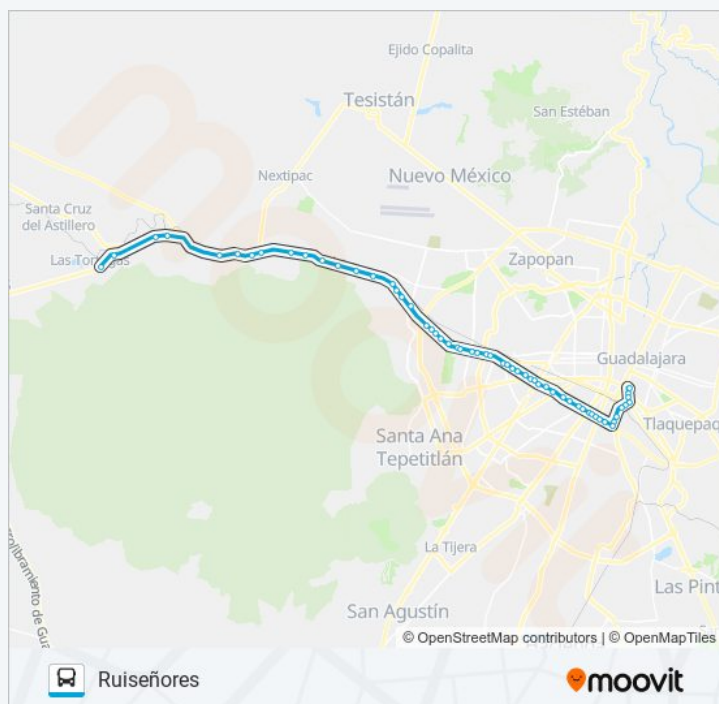 Ejido Copalita
Tesistán
San Estéban
Nextipac
Nuevo México
Santa Cruz
del Astillero
Zapopan
Guadalajara
Tlaquepaq
Santa Ana
Tepetitlán
La Tijera
Las Pint
San Agustín
© OpenStreetMap contributors | © OpenMapTiles
Ruiseñores
moovit